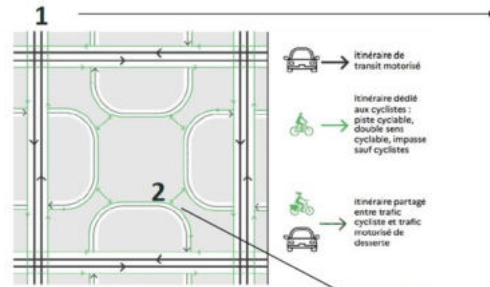 1
itinéraire de
transit motorisé
Itinéraire dédié
aux cyclistes :
piste cyclable,
double sens
cyclable, impasse
sauf cyclistes
2
itinéraire partagé
entre trafic
cycliste et trafic
motorisé de
desserte